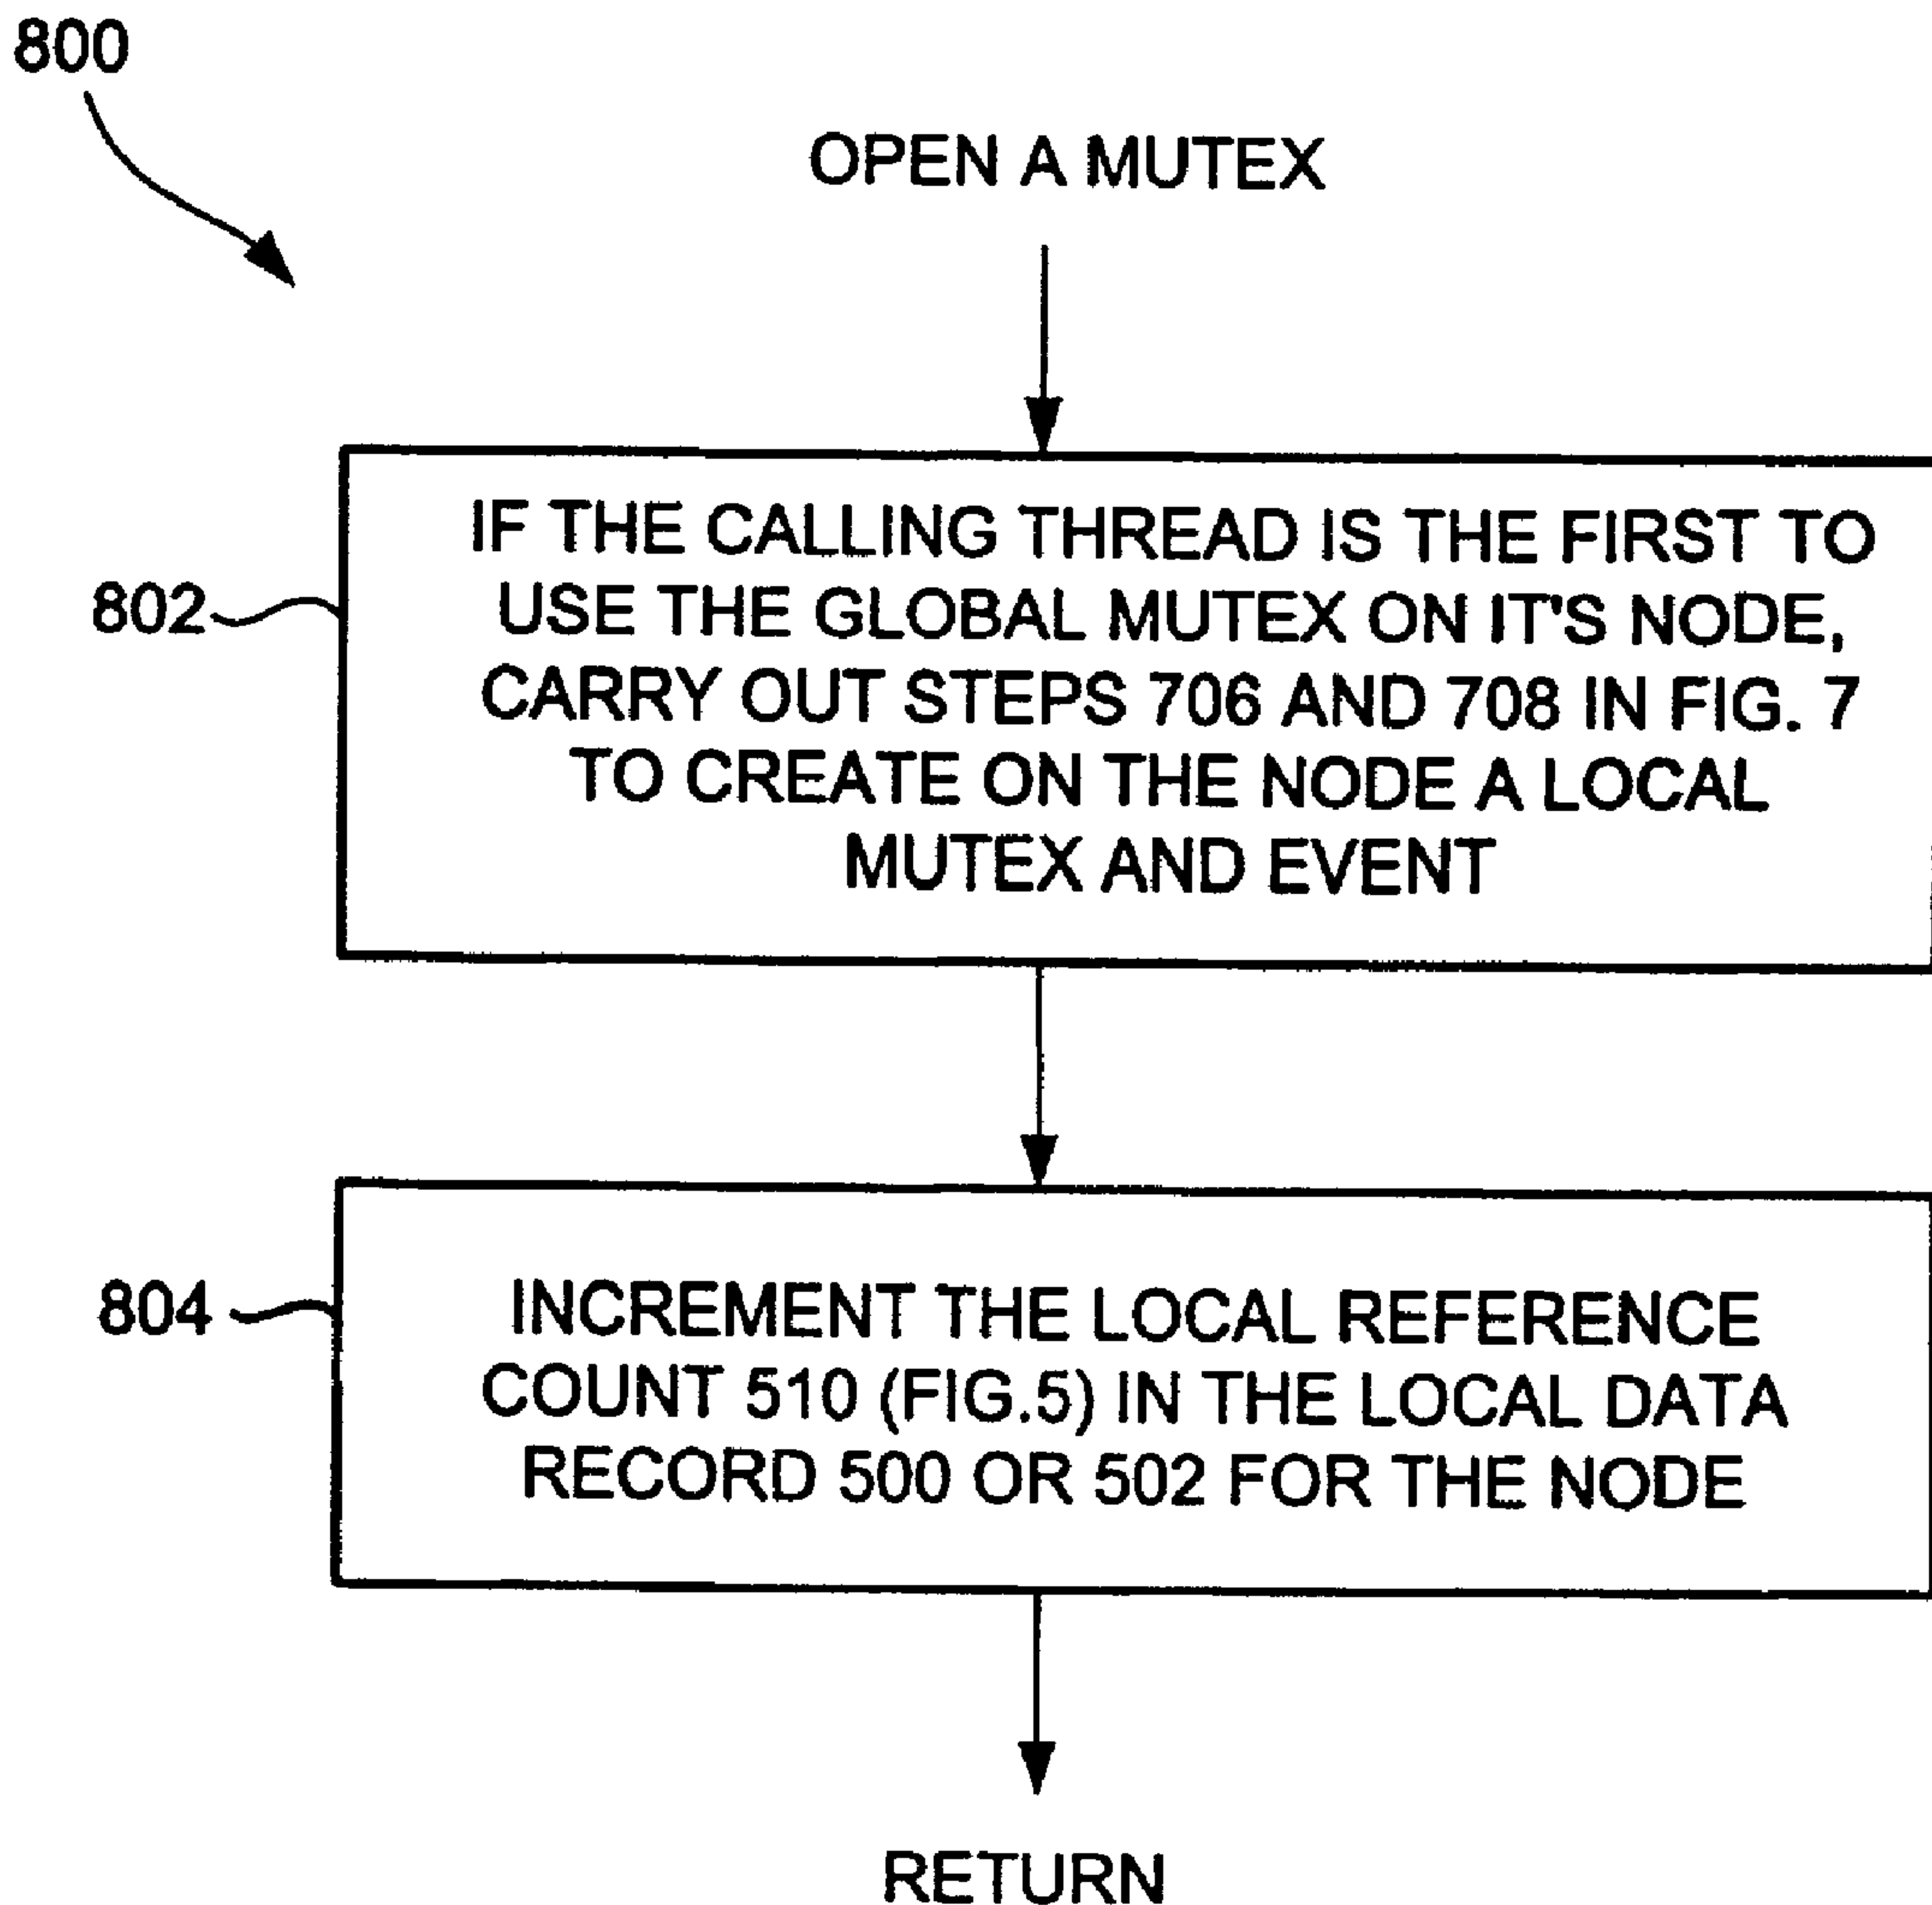 800
OPEN A MUTEX
IF THE CALLING THREAD IS THE FIRST TO
USE THE GLOBAL MUTEX ON IT'S NODE,
802
CARRY OUT STEPS 706 AND 708 IN FIG. 7
TO CREATE ON THE NODE A LOCAL
MUTEX AND EVENT
804
INCREMENT THE LOCAL REFERENCE
COUNT 510 (FIG.5) IN THE LOCAL DATA
RECORD 500 OR 502 FOR THE NODE
RETURN